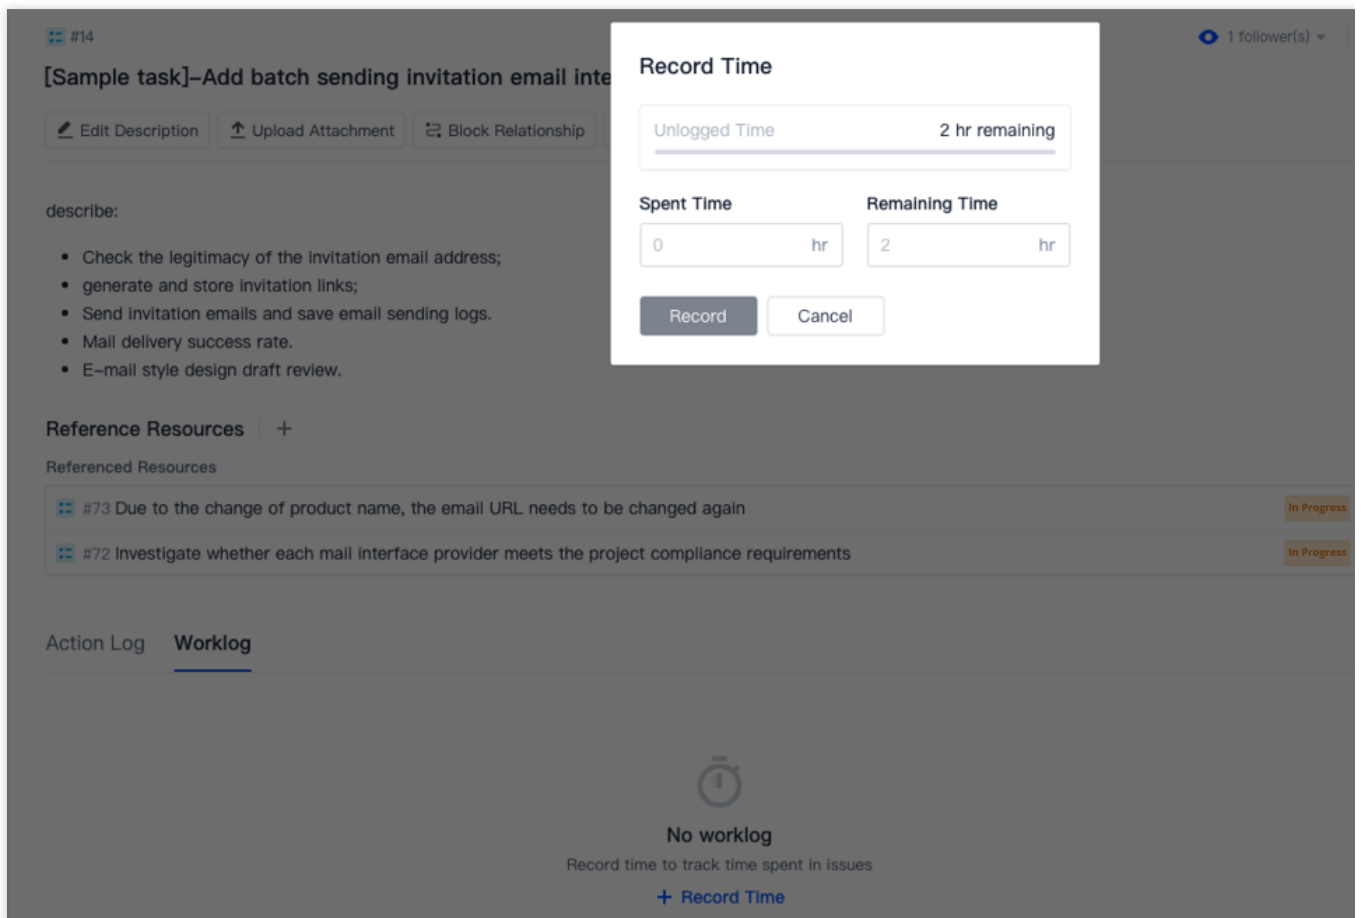 #14
1 follower(s)
[Sample task]–Add batch sending invitation email inte
Edit Description
Upload Attachment
Block Relationship
Record Time
Unlogged Time
2 hr remaining
Spent Time
Remaining Time
0 hr
2 hr
Record
Cancel
describe:
• Check the legitimacy of the invitation email address;
• generate and store invitation links;
• Send invitation emails and save email sending logs.
• Mail delivery success rate.
• E–mail style design draft review.
Reference Resources
Referenced Resources
#73 Due to the change of product name, the email URL needs to be changed again
In Progress
#72 Investigate whether each mail interface provider meets the project compliance requirements
In Progress
Action Log
Worklog
No worklog
Record time to track time spent in issues
+ Record Time